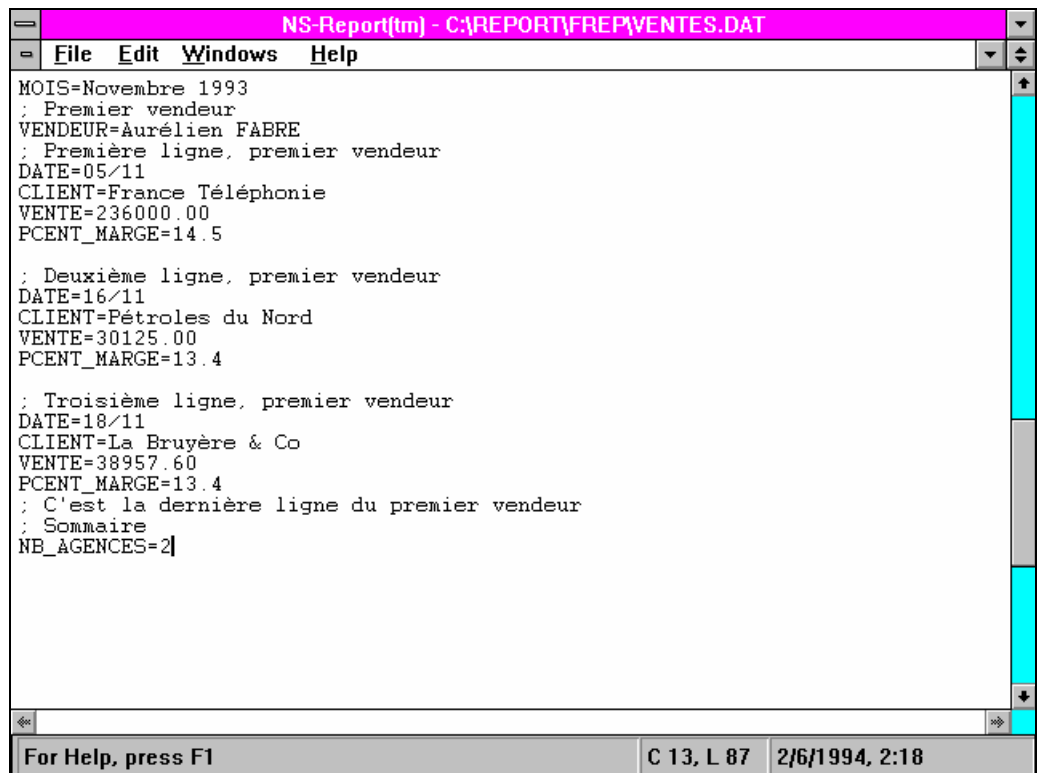 NS-Report(tm) - C:\REPORT\FREP\VENTES.DAT
File Edit Windows Help
MOIS=Novembre 1993
; Premier vendeur
VENDEUR=Aurélien FABRE
; Première ligne, premier vendeur
DATE=05/11
CLIENT=France Téléphonie
VENTE=236000.00
PCENT_MARGE=14.5
; Deuxième ligne, premier vendeur
DATE=16/11
CLIENT=Pétroles du Nord
VENTE=30125.00
PCENT_MARGE=13.4
; Troisième ligne, premier vendeur
DATE=18/11
CLIENT=La Bruyère & Co
VENTE=38957.60
PCENT_MARGE=13.4
; C'est la dernière ligne du premier vendeur
; Sommaire
NB_AGENCES=2
For Help, press F1 C 13, L 87 2/6/1994, 2:18